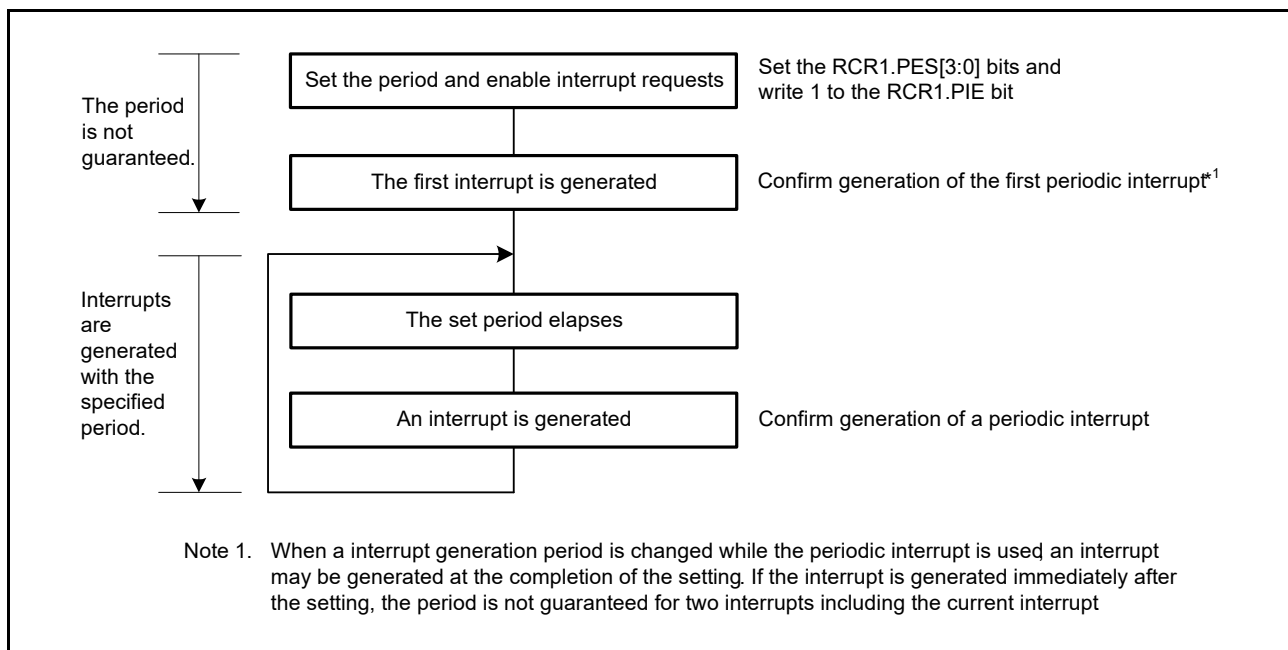 Set the period and enable interrupt requests
Set the RCR1.PES[3:0] bits and
write 1 to the RCR1.PIE bit
The period
is not
guaranteed.
The first interrupt is generated
Confirm generation of the first periodic interrupt*1
The set period elapses
Interrupts
are
generated
with the
specified
period.
An interrupt is generated
Confirm generation of a periodic interrupt
Note 1. When a interrupt generation period is changed while the periodic interrupt is used, an interrupt
may be generated at the completion of the setting. If the interrupt is generated immediately after
the setting, the period is not guaranteed for two interrupts including the current interrupt